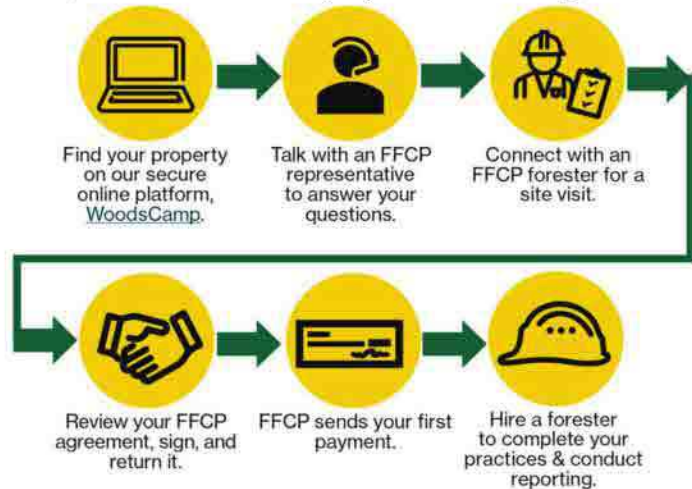 Find your property
on our secure
online platform,
WoodsCamp.
Talk with an FFCP
representative
to answer your
questions.
Connect with an
FFCP forester for a
site visit.
Review your FFCP
agreement, sign, and
return it.
FFCP sends your first
payment.
Hire a forester
to complete your
practices & conduct
reporting.